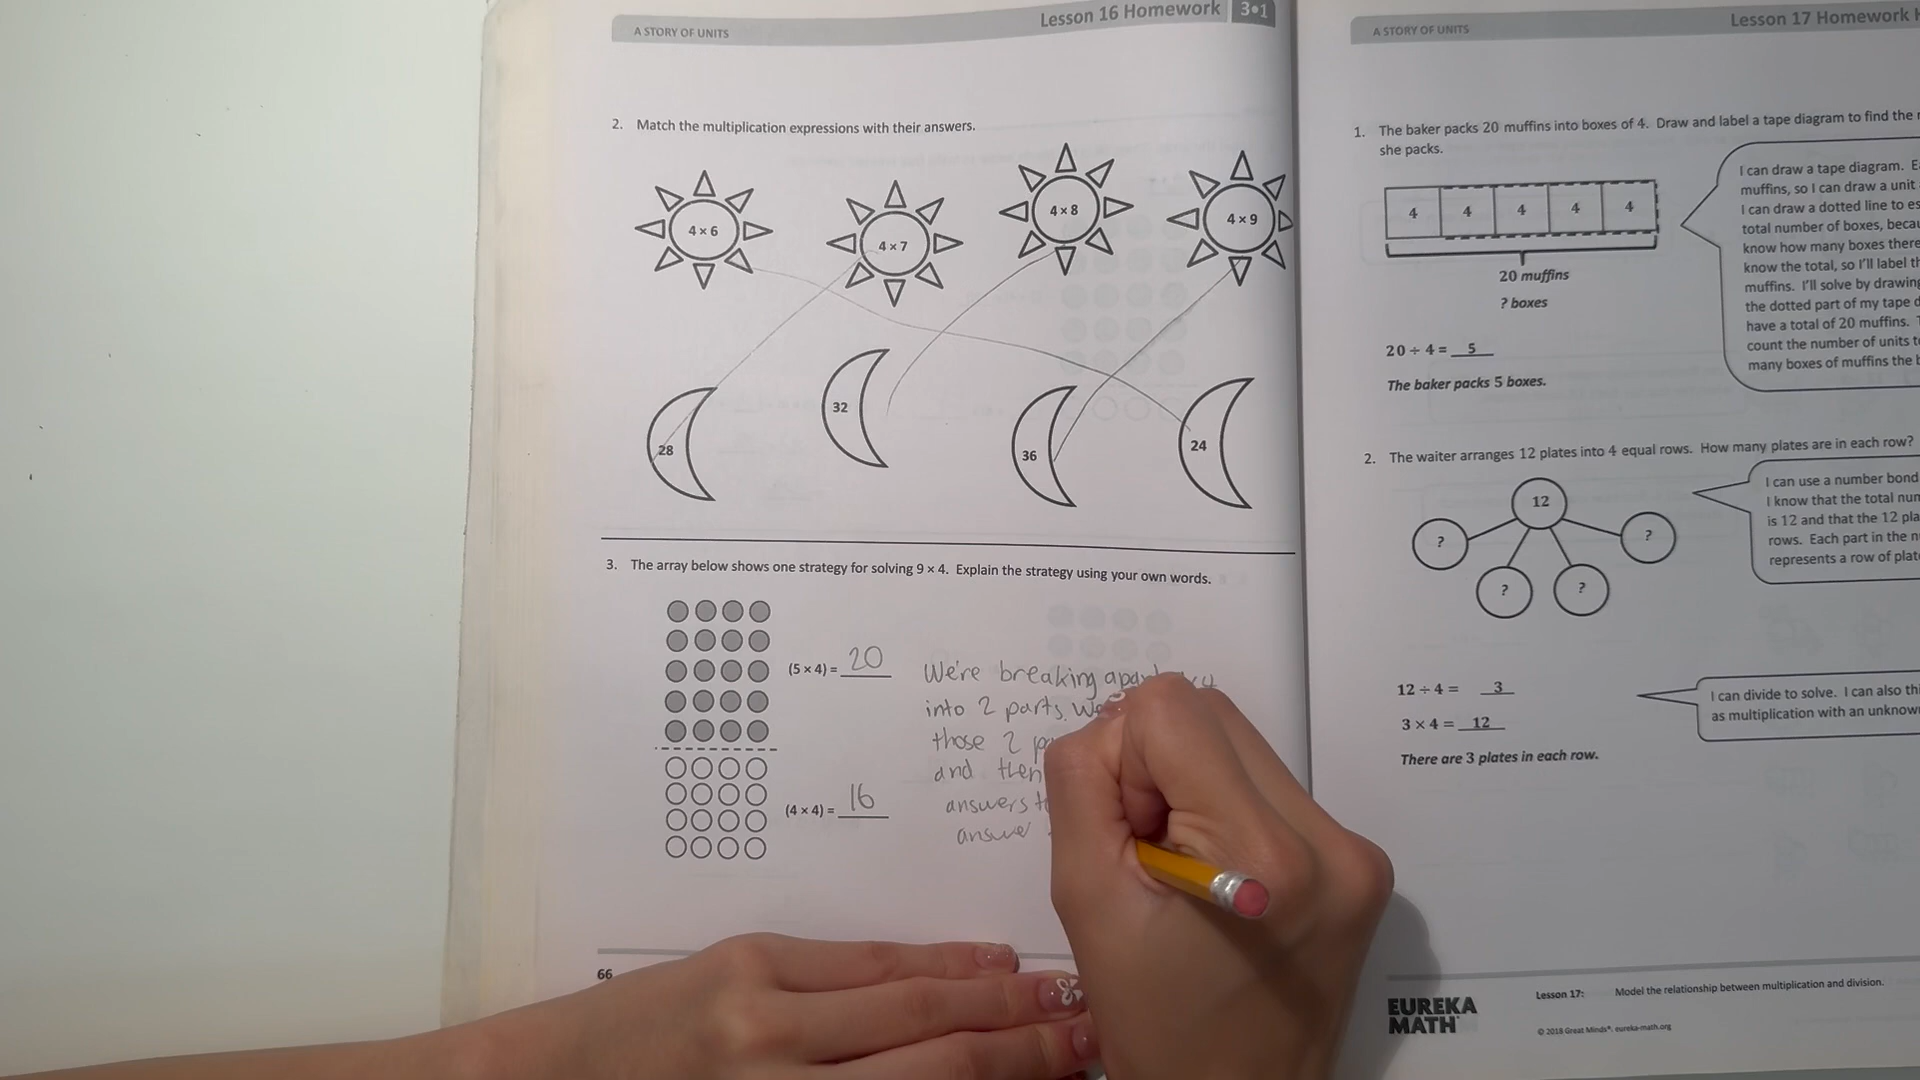 A STORY OF UNITS
Lesson 16 Homework 3•1
2. Match the multiplication expressions with their answers.
4 × 6
4 × 7
4 × 8
4 × 9
28
32
36
24
3. The array below shows one strategy for solving 9 × 4. Explain the strategy using your own words.
(5 × 4) = 20
(4 × 4) = 16
We're breaking
into 2 parts.
those 2
and then
answers
answer
66
A STORY OF UNITS
Lesson 17 Homework
1. The baker packs 20 muffins into boxes of 4. Draw and label a tape diagram to find the
she packs.
4 4 4 4 4
20 muffins
? boxes
20 ÷ 4 = 5
The baker packs 5 boxes.
I can draw a tape diagram.
muffins, so I can draw a unit
I can draw a dotted line to
total number of boxes,
know how many boxes there
know the total, so I'll label
muffins. I'll solve by drawing
the dotted part of my tape
have a total of 20 muffins.
count the number of units
many boxes of muffins the
2. The waiter arranges 12 plates into 4 equal rows. How many plates are in each row?
12
? ? ? ?
I can use a number bond
I know that the total
is 12 and that the 12
rows. Each part in the
represents a row of
12 ÷ 4 = 3
3 × 4 = 12
There are 3 plates in each row.
I can divide to solve. I can also
as multiplication with an
EUREKA
MATH
Lesson 17: Model the relationship between multiplication and division.
© 2018 Great Minds®. eureka-math.org